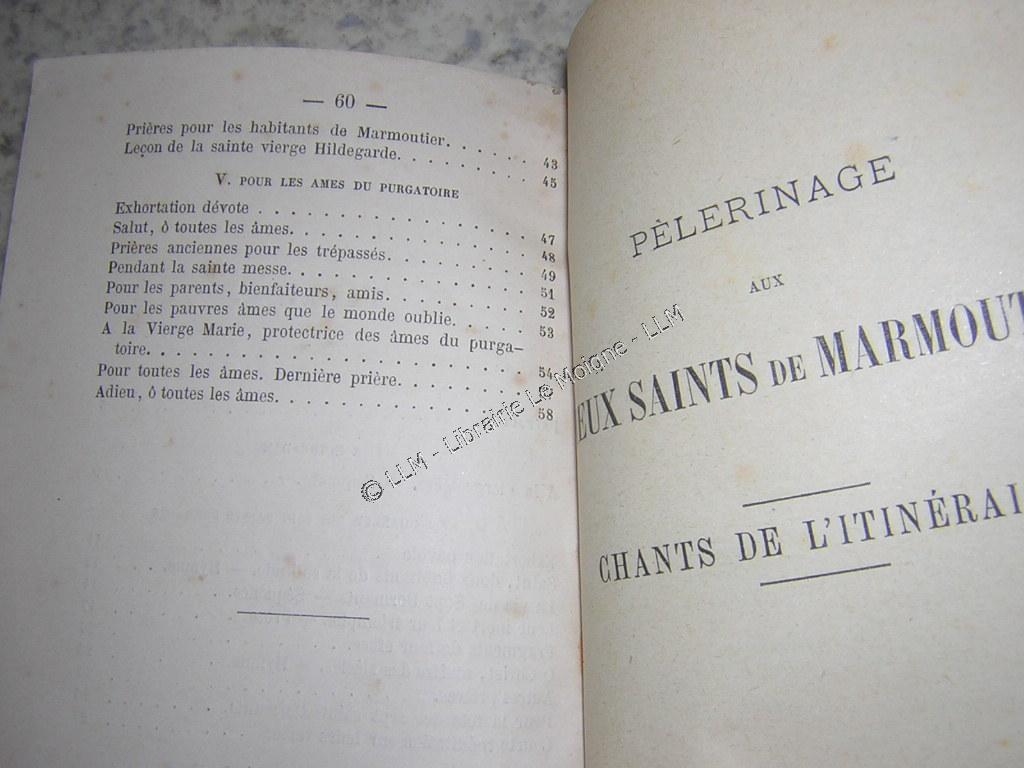 — 60 —
Prières pour les habitants de Marmoutier. . . . . . 43
Leçon de la sainte vierge Hildegarde. . . . . . . . 45
V. POUR LES AMES DU PURGATOIRE
Exhortation dévote . . . . . . . . . . . . . . 47
Salut, ô toutes les âmes. . . . . . . . . . . . . 48
Prières anciennes pour les trépassés. . . . . . . . 49
Pendant la sainte messe. . . . . . . . . . . . . 51
Pour les parents, bienfaiteurs, amis. . . . . . . . 52
Pour les pauvres âmes que le monde oublie. . . . . 53
A la Vierge Marie, protectrice des âmes du purga-
toire. . . . . . . . . . . . . . . . . . . . 54
Pour toutes les âmes. Dernière prière. . . . . . . .
Adieu, ô toutes les âmes. . . . . . . . . . . . . 58
PÈLERINAGE
AUX
EUX SAINTS DE MARMOUT
CHANTS DE L'ITINÉRAI
© LLM - Librairie Le Moigne - LLM